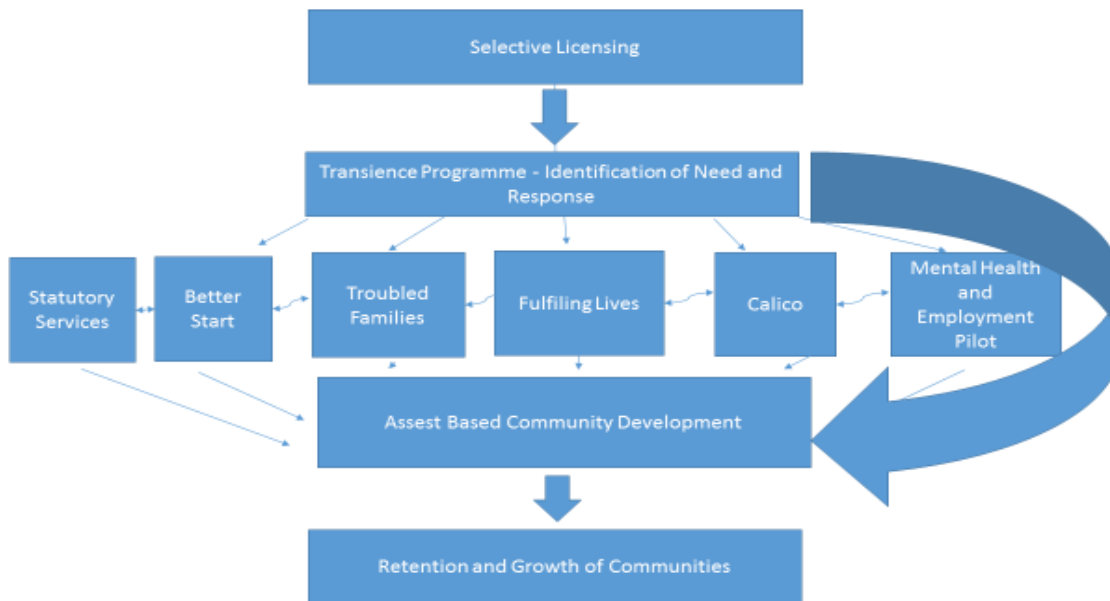 Selective Licensing
Transience Programme - Identification of Need and
Response
Statutory
Services
Better
Start
Troubled
Families
Fulfiling Lives
Calico
Mental Health
and
Employment
Pilot
Assest Based Community Development
Retention and Growth of Communities